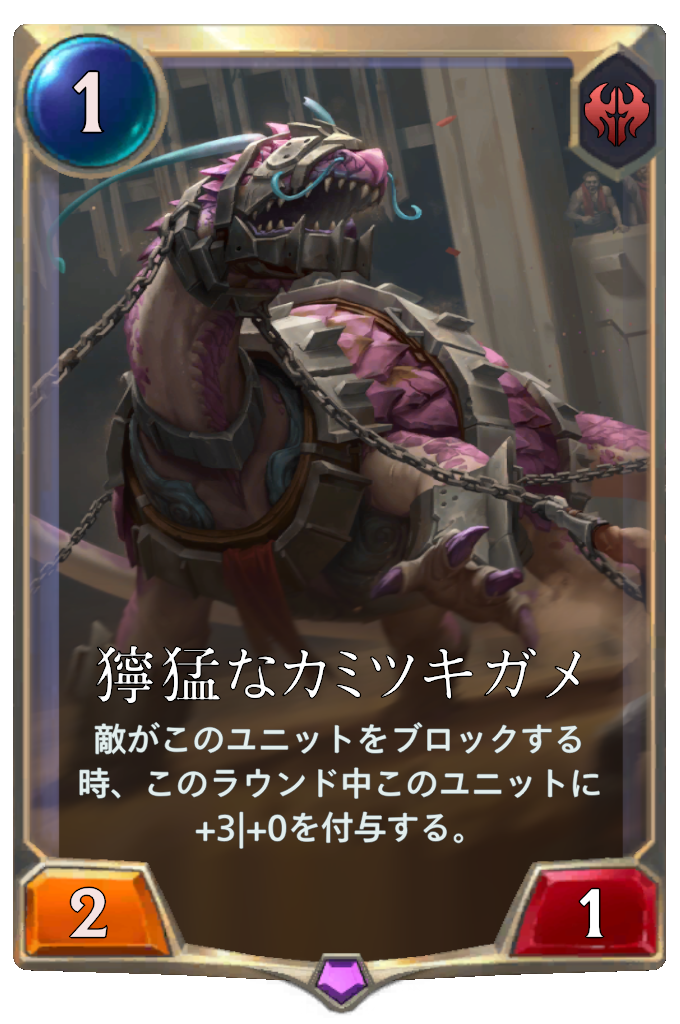 1
獰猛なカミツキガメ
敵がこのユニットをブロックする
時、このラウンド中このユニットに
+3|+0を付与する。
2
1